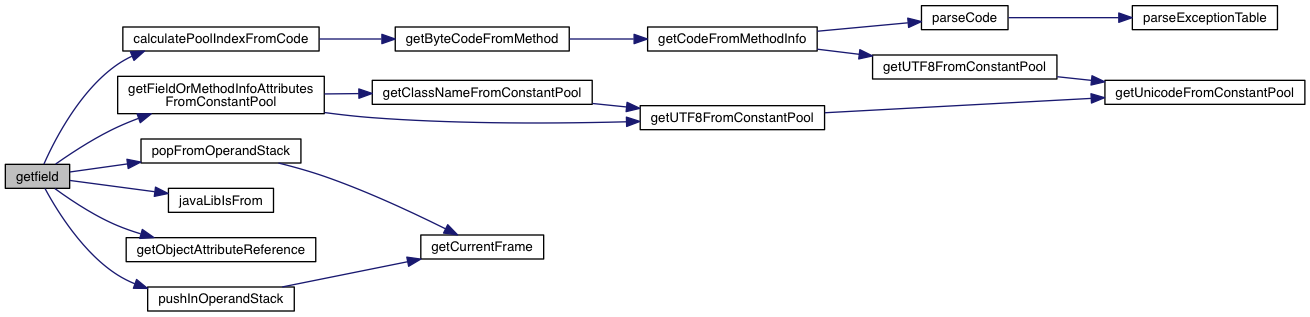 getfield
calculatePoolIndexFromCode
getByteCodeFromMethod
getCodeFromMethodInfo
parseCode
parseExceptionTable
getUTF8FromConstantPool
getUnicodeFromConstantPool
getFieldOrMethodInfoAttributes
FromConstantPool
getClassNameFromConstantPool
getUTF8FromConstantPool
popFromOperandStack
javaLibIsFrom
getObjectAttributeReference
getCurrentFrame
pushInOperandStack